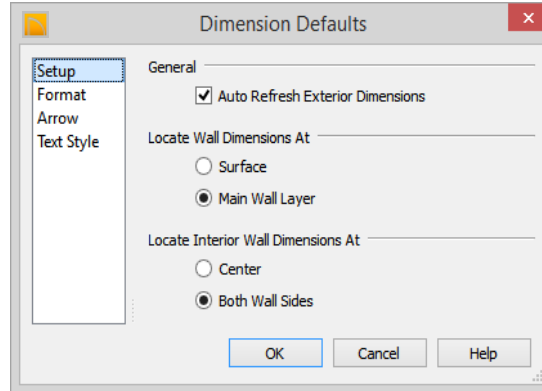 Dimension Defaults
Setup
Format
Arrow
Text Style
General
Auto Refresh Exterior Dimensions
Locate Wall Dimensions At
Surface
Main Wall Layer
Locate Interior Wall Dimensions At
Center
Both Wall Sides
OK Cancel Help